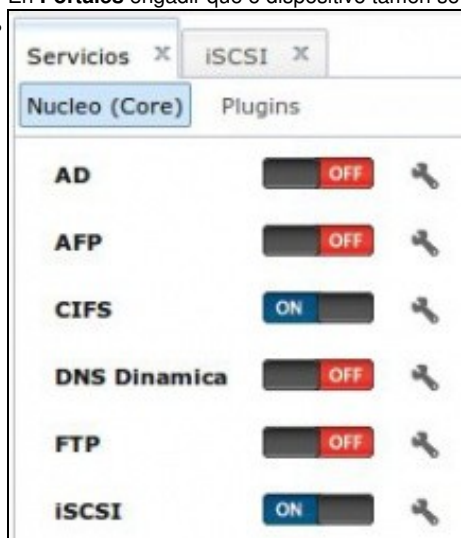 En Portales engadir que o dispositivo tamén se
Servicios X iSCSI X
Nucleo (Core) Plugins
AD OFF
AFP OFF
CIFS ON
DNS Dinamica OFF
FTP OFF
iSCSI ON